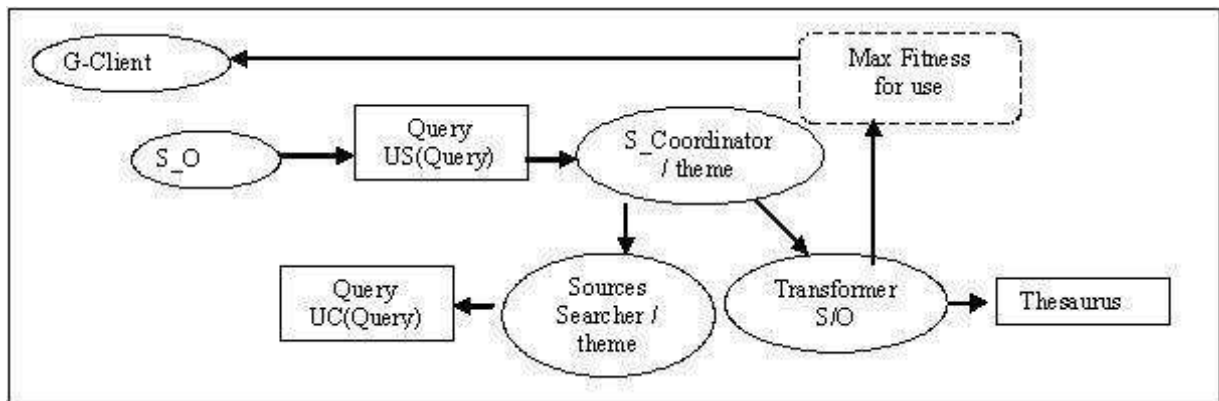 G-Client
Max Fitness
for use
S_O
Query
US(Query)
S_Coordinator
/ theme
Query
UC(Query)
Sources
Searcher /
theme
Transformer
S/O
Thesaurus